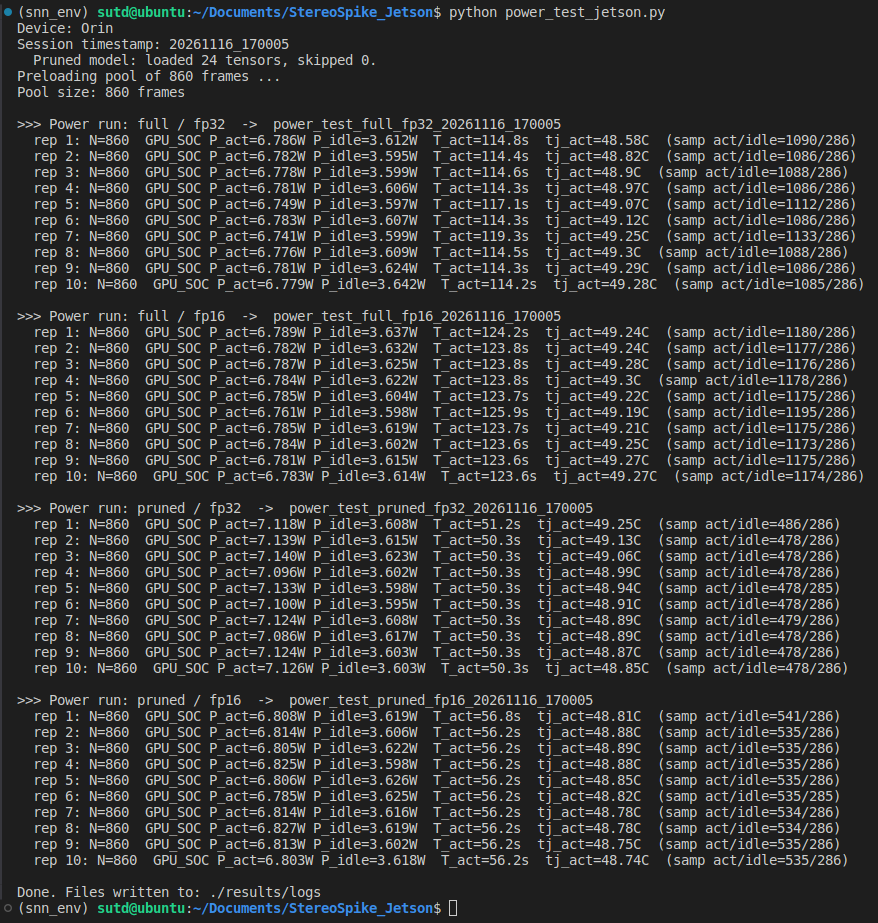 (snn_env) sutd@ubuntu:~/Documents/StereoSpike_Jetson$ python power_test_jetson.py
Device: Orin
Session timestamp: 20261116_170005
  Pruned model: loaded 24 tensors, skipped 0.
Preloading pool of 860 frames ...
Pool size: 860 frames

>>> Power run: full / fp32  ->  power_test_full_fp32_20261116_170005
  rep 1: N=860  GPU_SOC P_act=6.786W P_idle=3.612W  T_act=114.8s  tj_act=48.58C  (samp act/idle=1090/286)
  rep 2: N=860  GPU_SOC P_act=6.782W P_idle=3.595W  T_act=114.4s  tj_act=48.82C  (samp act/idle=1086/286)
  rep 3: N=860  GPU_SOC P_act=6.778W P_idle=3.599W  T_act=114.6s  tj_act=48.9C  (samp act/idle=1088/286)
  rep 4: N=860  GPU_SOC P_act=6.781W P_idle=3.606W  T_act=114.3s  tj_act=48.97C  (samp act/idle=1086/286)
  rep 5: N=860  GPU_SOC P_act=6.749W P_idle=3.597W  T_act=117.1s  tj_act=49.07C  (samp act/idle=1112/286)
  rep 6: N=860  GPU_SOC P_act=6.783W P_idle=3.607W  T_act=114.3s  tj_act=49.12C  (samp act/idle=1086/286)
  rep 7: N=860  GPU_SOC P_act=6.741W P_idle=3.599W  T_act=119.3s  tj_act=49.25C  (samp act/idle=1133/286)
  rep 8: N=860  GPU_SOC P_act=6.776W P_idle=3.609W  T_act=114.5s  tj_act=49.3C  (samp act/idle=1088/286)
  rep 9: N=860  GPU_SOC P_act=6.781W P_idle=3.624W  T_act=114.3s  tj_act=49.29C  (samp act/idle=1086/286)
  rep 10: N=860  GPU_SOC P_act=6.779W P_idle=3.642W  T_act=114.2s  tj_act=49.28C  (samp act/idle=1085/286)

>>> Power run: full / fp16  ->  power_test_full_fp16_20261116_170005
  rep 1: N=860  GPU_SOC P_act=6.789W P_idle=3.637W  T_act=124.2s  tj_act=49.24C  (samp act/idle=1180/286)
  rep 2: N=860  GPU_SOC P_act=6.782W P_idle=3.632W  T_act=123.8s  tj_act=49.24C  (samp act/idle=1177/286)
  rep 3: N=860  GPU_SOC P_act=6.787W P_idle=3.625W  T_act=123.8s  tj_act=49.28C  (samp act/idle=1176/286)
  rep 4: N=860  GPU_SOC P_act=6.784W P_idle=3.622W  T_act=123.8s  tj_act=49.3C  (samp act/idle=1178/286)
  rep 5: N=860  GPU_SOC P_act=6.785W P_idle=3.604W  T_act=123.7s  tj_act=49.22C  (samp act/idle=1175/286)
  rep 6: N=860  GPU_SOC P_act=6.761W P_idle=3.598W  T_act=125.9s  tj_act=49.19C  (samp act/idle=1195/286)
  rep 7: N=860  GPU_SOC P_act=6.785W P_idle=3.619W  T_act=123.7s  tj_act=49.21C  (samp act/idle=1175/286)
  rep 8: N=860  GPU_SOC P_act=6.784W P_idle=3.602W  T_act=123.6s  tj_act=49.25C  (samp act/idle=1173/286)
  rep 9: N=860  GPU_SOC P_act=6.781W P_idle=3.615W  T_act=123.6s  tj_act=49.27C  (samp act/idle=1175/286)
  rep 10: N=860  GPU_SOC P_act=6.783W P_idle=3.614W  T_act=123.6s  tj_act=49.27C  (samp act/idle=1174/286)

>>> Power run: pruned / fp32  ->  power_test_pruned_fp32_20261116_170005
  rep 1: N=860  GPU_SOC P_act=7.118W P_idle=3.608W  T_act=51.2s  tj_act=49.25C  (samp act/idle=486/286)
  rep 2: N=860  GPU_SOC P_act=7.139W P_idle=3.615W  T_act=50.3s  tj_act=49.13C  (samp act/idle=478/286)
  rep 3: N=860  GPU_SOC P_act=7.140W P_idle=3.623W  T_act=50.3s  tj_act=49.06C  (samp act/idle=478/286)
  rep 4: N=860  GPU_SOC P_act=7.096W P_idle=3.602W  T_act=50.3s  tj_act=48.99C  (samp act/idle=478/286)
  rep 5: N=860  GPU_SOC P_act=7.133W P_idle=3.598W  T_act=50.3s  tj_act=48.94C  (samp act/idle=478/285)
  rep 6: N=860  GPU_SOC P_act=7.100W P_idle=3.595W  T_act=50.3s  tj_act=48.91C  (samp act/idle=478/286)
  rep 7: N=860  GPU_SOC P_act=7.124W P_idle=3.608W  T_act=50.3s  tj_act=48.89C  (samp act/idle=479/286)
  rep 8: N=860  GPU_SOC P_act=7.086W P_idle=3.617W  T_act=50.3s  tj_act=48.89C  (samp act/idle=478/286)
  rep 9: N=860  GPU_SOC P_act=7.124W P_idle=3.603W  T_act=50.3s  tj_act=48.87C  (samp act/idle=478/286)
  rep 10: N=860  GPU_SOC P_act=7.126W P_idle=3.603W  T_act=50.3s  tj_act=48.85C  (samp act/idle=478/286)

>>> Power run: pruned / fp16  ->  power_test_pruned_fp16_20261116_170005
  rep 1: N=860  GPU_SOC P_act=6.808W P_idle=3.619W  T_act=56.8s  tj_act=48.81C  (samp act/idle=541/286)
  rep 2: N=860  GPU_SOC P_act=6.814W P_idle=3.606W  T_act=56.2s  tj_act=48.88C  (samp act/idle=535/286)
  rep 3: N=860  GPU_SOC P_act=6.805W P_idle=3.622W  T_act=56.2s  tj_act=48.89C  (samp act/idle=535/286)
  rep 4: N=860  GPU_SOC P_act=6.825W P_idle=3.598W  T_act=56.2s  tj_act=48.88C  (samp act/idle=535/286)
  rep 5: N=860  GPU_SOC P_act=6.806W P_idle=3.626W  T_act=56.2s  tj_act=48.85C  (samp act/idle=535/286)
  rep 6: N=860  GPU_SOC P_act=6.785W P_idle=3.625W  T_act=56.2s  tj_act=48.82C  (samp act/idle=535/285)
  rep 7: N=860  GPU_SOC P_act=6.814W P_idle=3.616W  T_act=56.2s  tj_act=48.78C  (samp act/idle=534/286)
  rep 8: N=860  GPU_SOC P_act=6.827W P_idle=3.619W  T_act=56.2s  tj_act=48.78C  (samp act/idle=534/286)
  rep 9: N=860  GPU_SOC P_act=6.813W P_idle=3.602W  T_act=56.2s  tj_act=48.75C  (samp act/idle=535/286)
  rep 10: N=860  GPU_SOC P_act=6.803W P_idle=3.618W  T_act=56.2s  tj_act=48.74C  (samp act/idle=535/286)

Done. Files written to: ./results/logs
(snn_env) sutd@ubuntu:~/Documents/StereoSpike_Jetson$